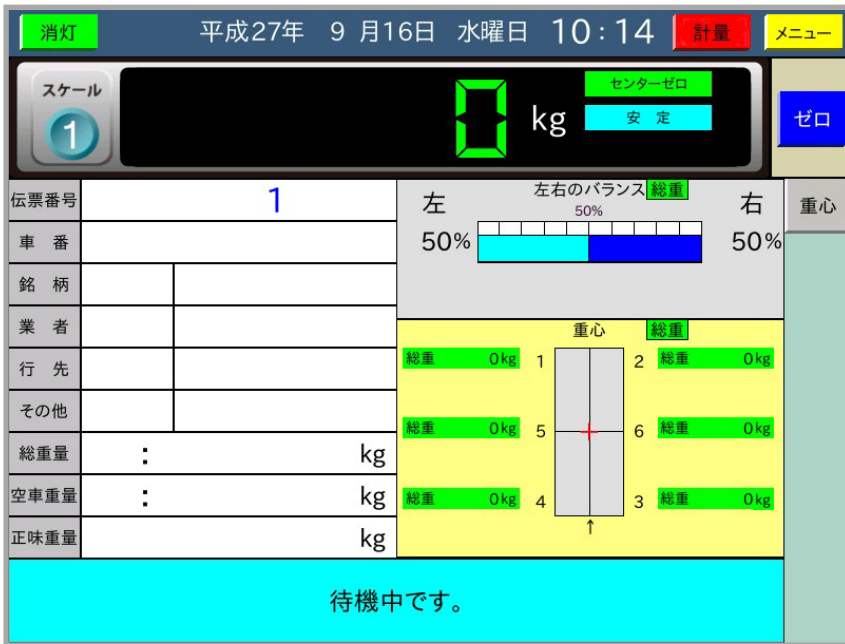 消灯 平成27年 9 月16日 水曜日 10:14 計量 メニュー
スケール
1
0 kg
センターゼロ
安 定
ゼロ
伝票番号 1
車 番
銘 柄
業 者
行 先
その他
総重量 : kg
空車重量 : kg
正味重量 kg
左右のバランス 総重
左 50% 右
50% 50%
重心
重心 総重
総重 0kg 1 2 総重 0kg
総重 0kg 5 6 総重 0kg
総重 0kg 4 3 総重 0kg
↑
待機中です。